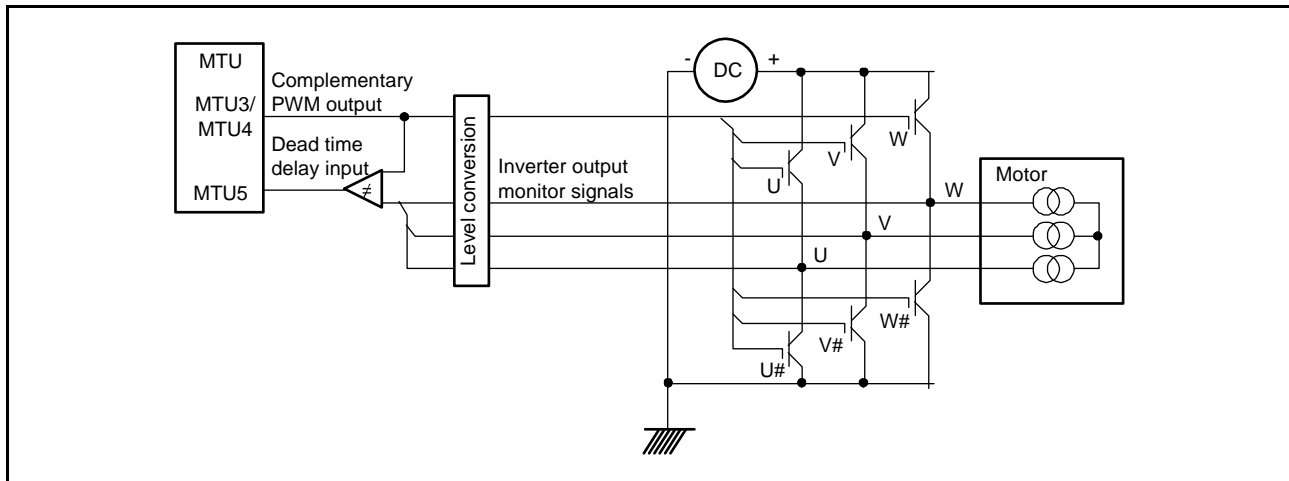 MTU
MTU3/
MTU4
MTU5
Complementary
PWM output
Dead time
delay input
≠
Level conversion
Inverter output
monitor signals
- DC +
W
V
U
W
V
U
W#
V#
U#
Motor